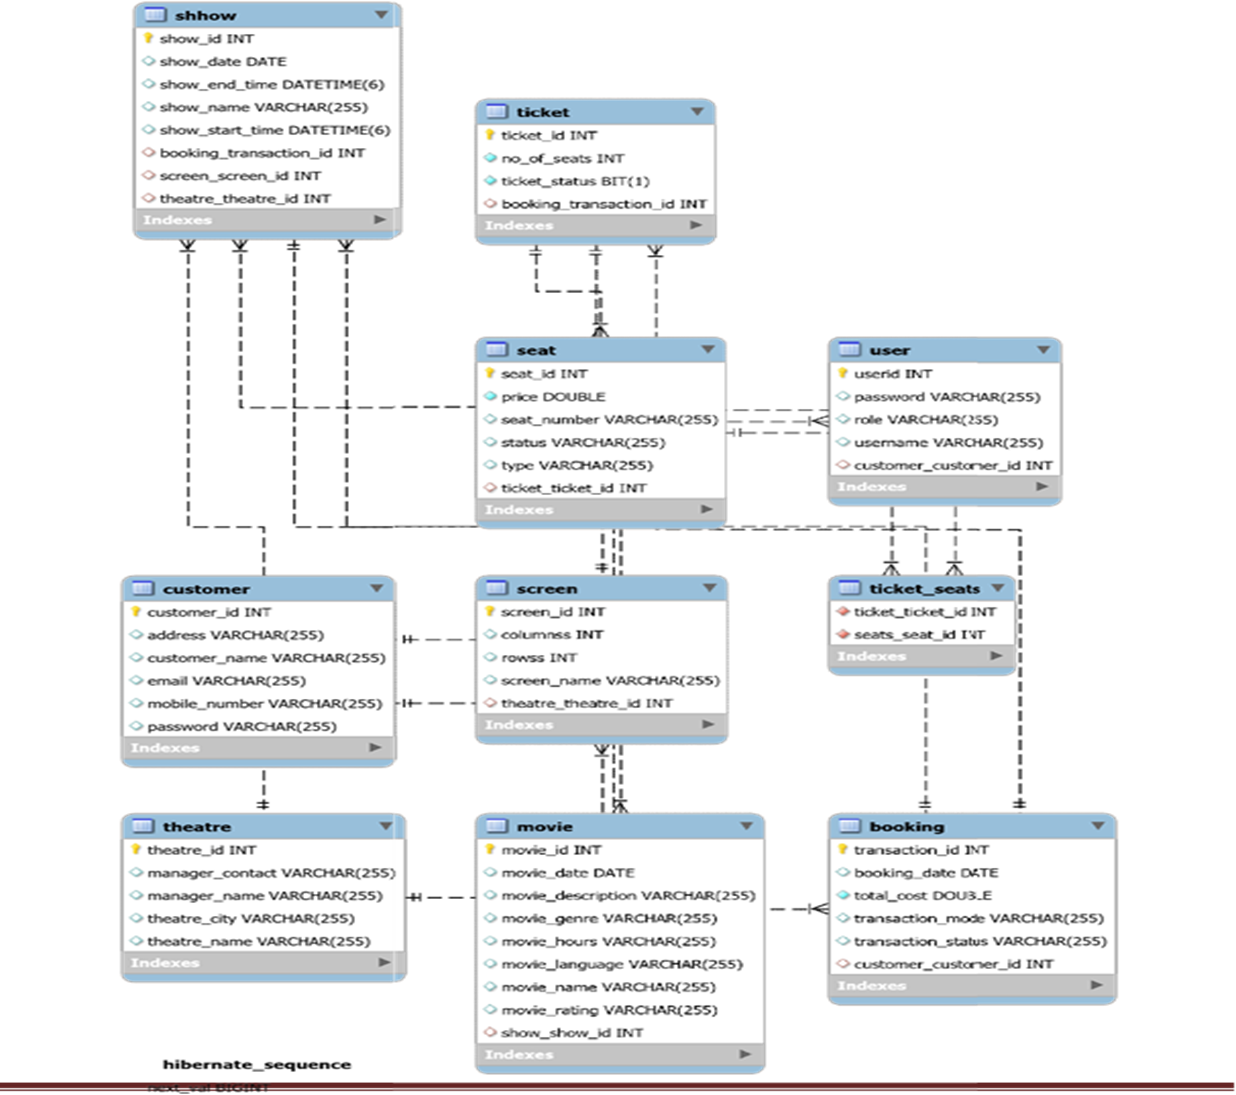 shhow
show_id INT
show_date DATE
show_end_time DATETIME(6)
show_name VARCHAR(255)
show_start_time DATETIME(6)
booking_transaction_id INT
screen_screen_id INT
theatre_theatre_id INT
Indexes
ticket
ticket_id INT
no_of_seats INT
ticket_status BIT(1)
booking_transaction_id INT
Indexes
seat
seat_id INT
price DOUBLE
seat_number VARCHAR(255)
status VARCHAR(255)
type VARCHAR(255)
ticket_ticket_id INT
Indexes
user
userid INT
password VARCHAR(255)
role VARCHAR(255)
username VARCHAR(255)
customer_customer_id INT
Indexes
customer
customer_id INT
address VARCHAR(255)
customer_name VARCHAR(255)
email VARCHAR(255)
mobile_number VARCHAR(255)
password VARCHAR(255)
Indexes
screen
screen_id INT
columnss INT
rowss INT
screen_name VARCHAR(255)
theatre_theatre_id INT
Indexes
ticket_seats
ticket_ticket_id INT
seats_seat_id INT
Indexes
theatre
theatre_id INT
manager_contact VARCHAR(255)
manager_name VARCHAR(255)
theatre_city VARCHAR(255)
theatre_name VARCHAR(255)
Indexes
movie
movie_id INT
movie_date DATE
movie_description VARCHAR(255)
movie_genre VARCHAR(255)
movie_hours VARCHAR(255)
movie_language VARCHAR(255)
movie_name VARCHAR(255)
movie_rating VARCHAR(255)
show_show_id INT
Indexes
booking
transaction_id INT
booking_date DATE
total_cost DOUBLE
transaction_mode VARCHAR(255)
transaction_status VARCHAR(255)
customer_customer_id INT
Indexes
hibernate_sequence
next_val BIGINT